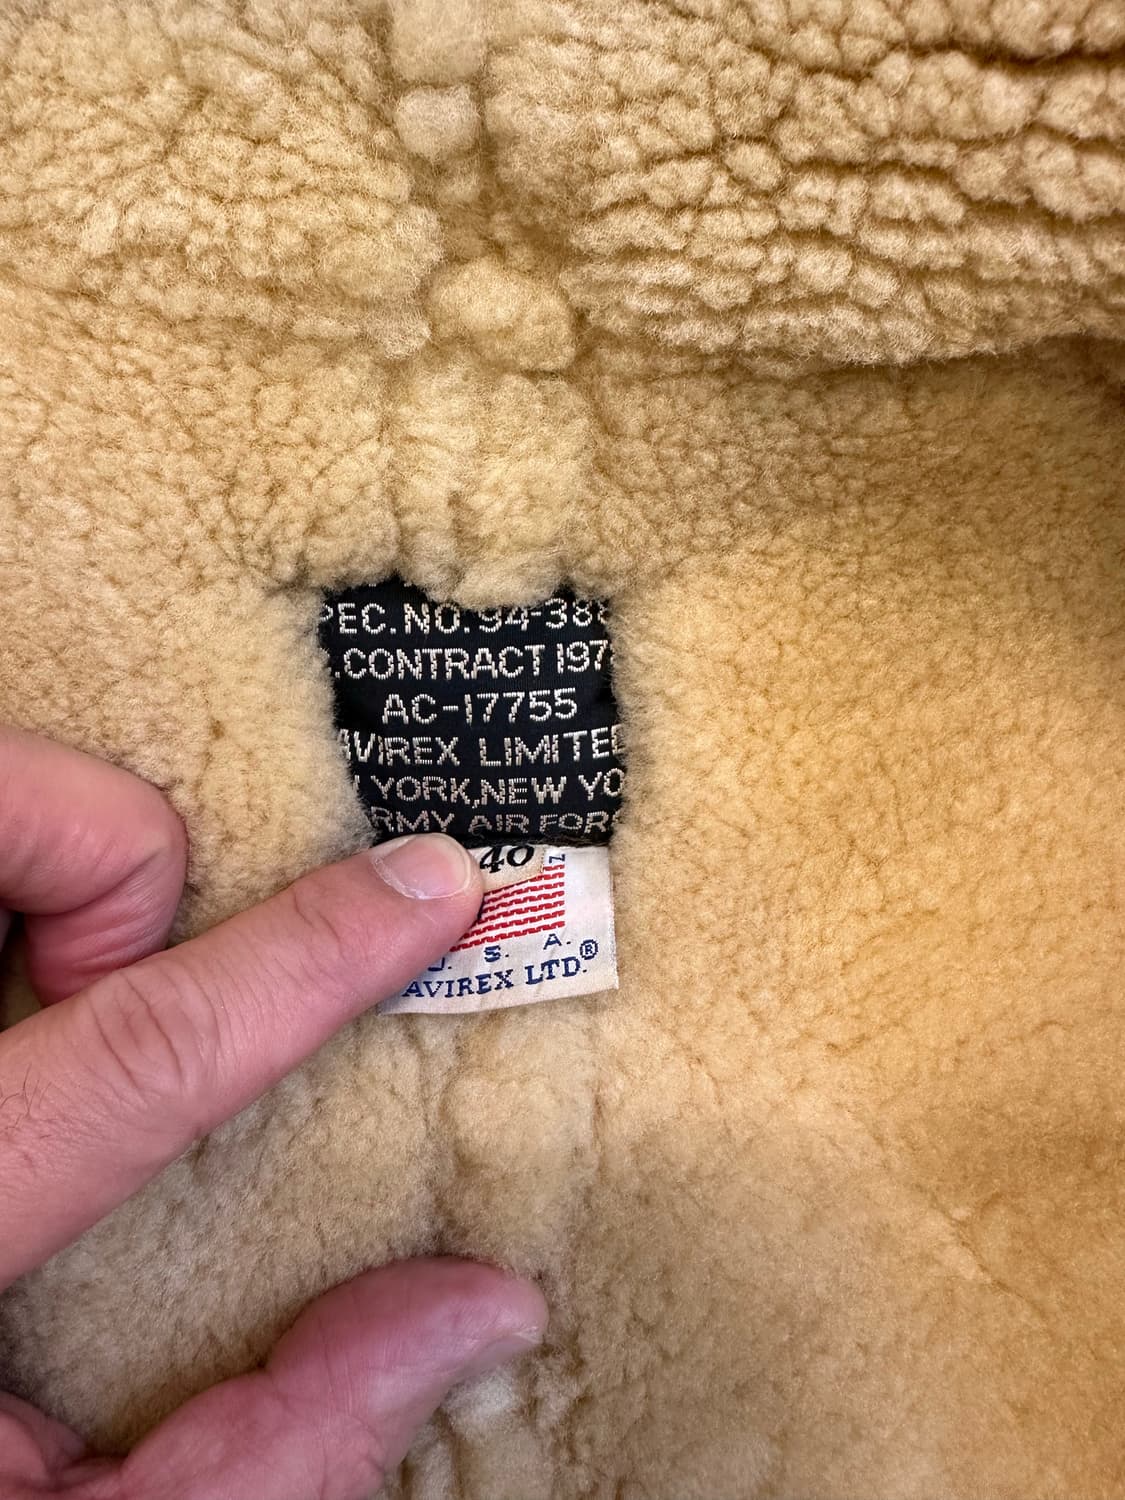 PEC. NO. 94-388
.CONTRACT 197
AC-17755
AVIREX LIMITED
YORK, NEW YO
RMY AIR FOR
40
N
U. S. A.
AVIREX LTD.®